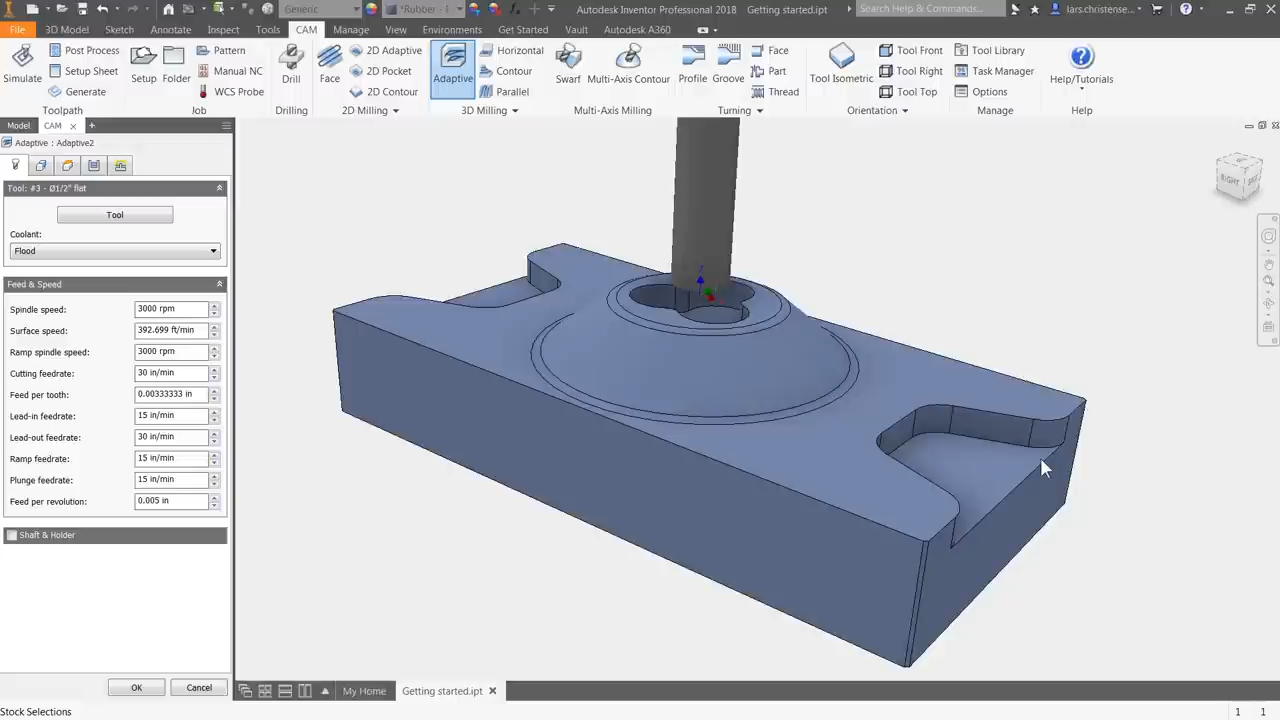 Generic
*Rubber -
Autodesk Inventor Professional 2018
Getting started.ipt
Search Help & Commands...
lars.christense...
File
3D Model
Sketch
Annotate
Inspect
Tools
CAM
Manage
View
Environments
Get Started
Vault
Autodesk A360
Simulate
Post Process
Setup Sheet
Generate
Toolpath
Setup
Folder
Pattern
Manual NC
WCS Probe
Job
Drill
Drilling
Face
2D Adaptive
2D Pocket
2D Contour
2D Milling
Adaptive
Horizontal
Contour
Parallel
3D Milling
Swarf
Multi-Axis Contour
Multi-Axis Milling
Profile
Groove
Face
Part
Thread
Turning
Tool Isometric
Tool Front
Tool Right
Tool Top
Orientation
Tool Library
Task Manager
Options
Manage
Help/Tutorials
Help
Model
CAM
Adaptive : Adaptive2
Tool: #3 - Ø1/2" flat
Tool
Coolant:
Flood
Feed & Speed
Spindle speed: 3000 rpm
Surface speed: 392.699 ft/min
Ramp spindle speed: 3000 rpm
Cutting feedrate: 30 in/min
Feed per tooth: 0.00333333 in
Lead-in feedrate: 15 in/min
Lead-out feedrate: 30 in/min
Ramp feedrate: 15 in/min
Plunge feedrate: 15 in/min
Feed per revolution: 0.005 in
Shaft & Holder
OK
Cancel
RIGHT
My Home
Getting started.ipt
Stock Selections
1
1